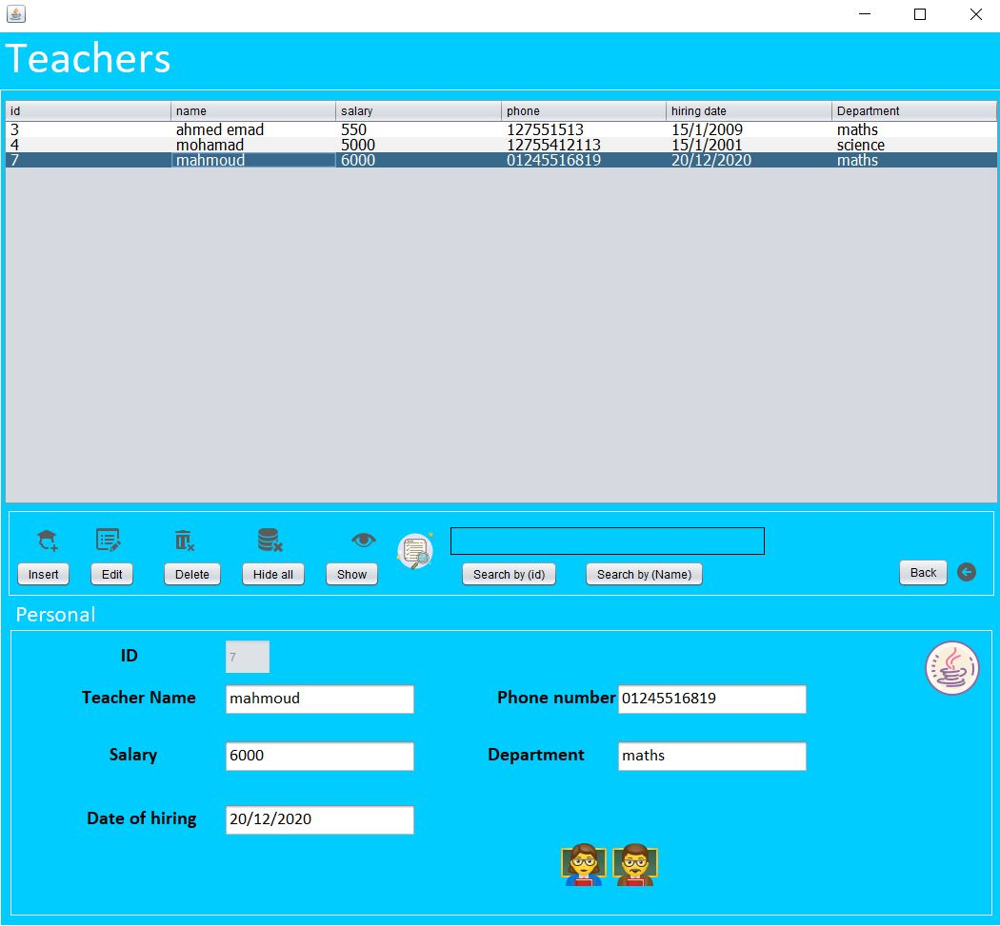 Teachers
id name salary phone hiring date Department
3 ahmed emad 550 127551513 15/1/2009 maths
4 mohamad 5000 12755412113 15/1/2001 science
7 mahmoud 6000 01245516819 20/12/2020 maths
Insert Edit Delete Hide all Show Search by (id) Search by (Name) Back
Personal
ID 7
Teacher Name mahmoud Phone number 01245516819
Salary 6000 Department maths
Date of hiring 20/12/2020